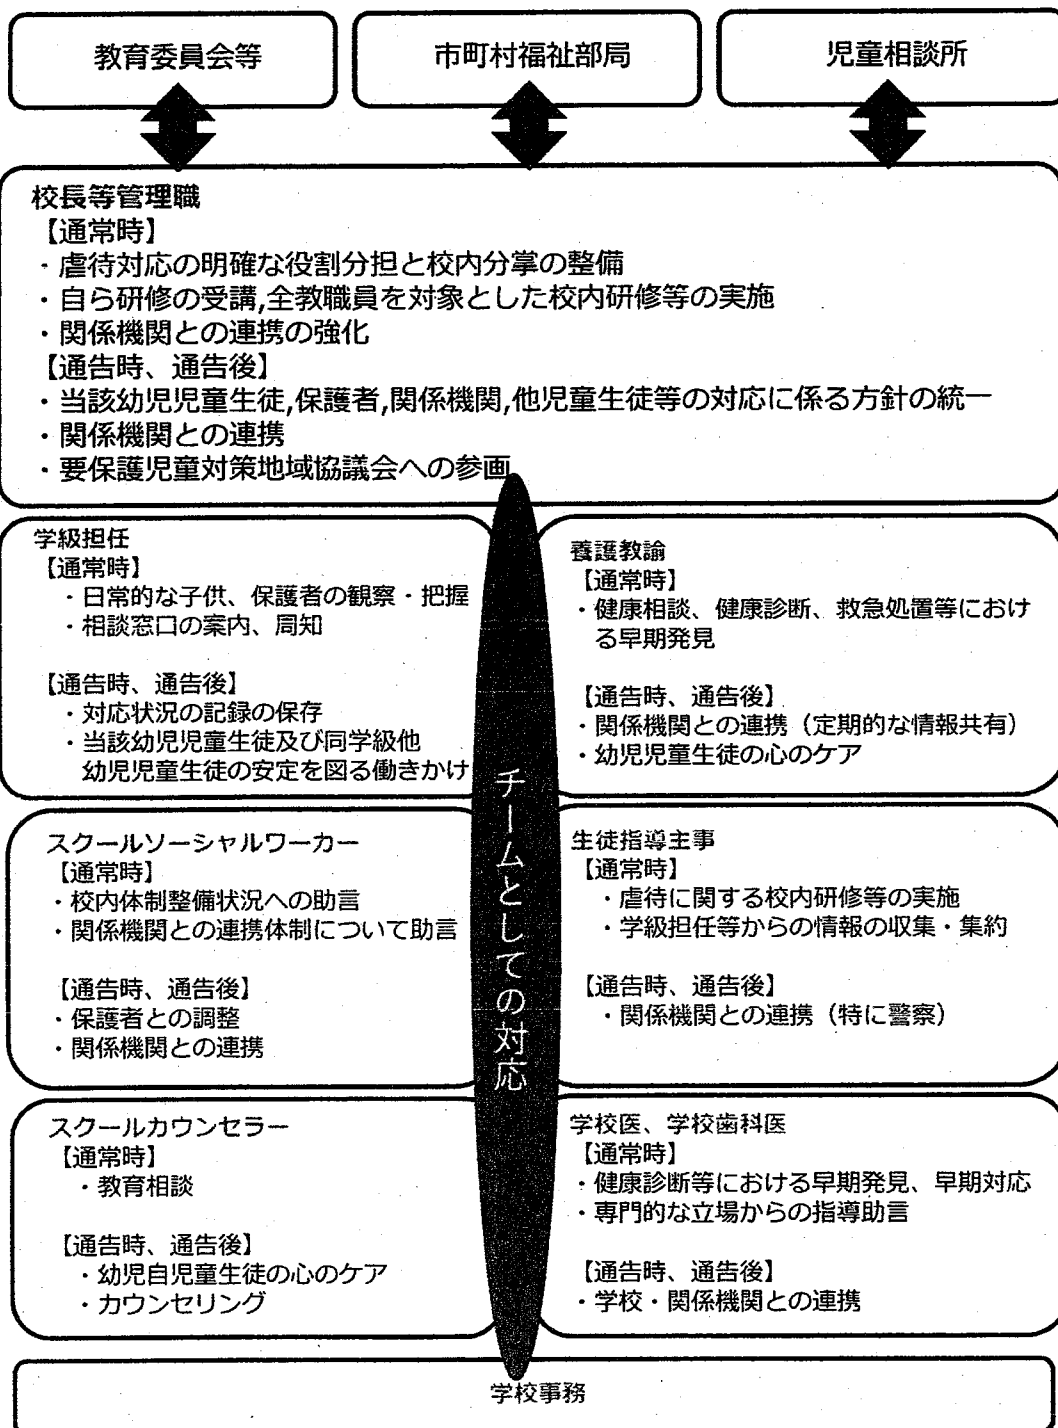 教育委員会等
市町村福祉部局
児童相談所
校長等管理職
【通常時】
・虐待対応の明確な役割分担と校内分掌の整備
・自ら研修の受講,全教職員を対象とした校内研修等の実施
・関係機関との連携の強化
【通告時、通告後】
・当該幼児児童生徒,保護者,関係機関,他児童生徒等の対応に係る方針の統一
・関係機関との連携
・要保護児童対策地域協議会への参画
学級担任
【通常時】
・日常的な子供、保護者の観察・把握
・相談窓口の案内、周知
【通告時、通告後】
・対応状況の記録の保存
・当該幼児児童生徒及び同学級他
幼児児童生徒の安定を図る働きかけ
養護教諭
【通常時】
・健康相談、健康診断、救急処置等におけ
る早期発見
【通告時、通告後】
・関係機関との連携（定期的な情報共有）
・幼児児童生徒の心のケア
チームとしての対応
スクールソーシャルワーカー
【通常時】
・校内体制整備状況への助言
・関係機関との連携体制について助言
【通告時、通告後】
・保護者との調整
・関係機関との連携
生徒指導主事
【通常時】
・虐待に関する校内研修等の実施
・学級担任等からの情報の収集・集約
【通告時、通告後】
・関係機関との連携（特に警察）
スクールカウンセラー
【通常時】
・教育相談
【通告時、通告後】
・幼児自児童生徒の心のケア
・カウンセリング
学校医、学校歯科医
【通常時】
・健康診断等における早期発見、早期対応
・専門的な立場からの指導助言
【通告時、通告後】
・学校・関係機関との連携
学校事務